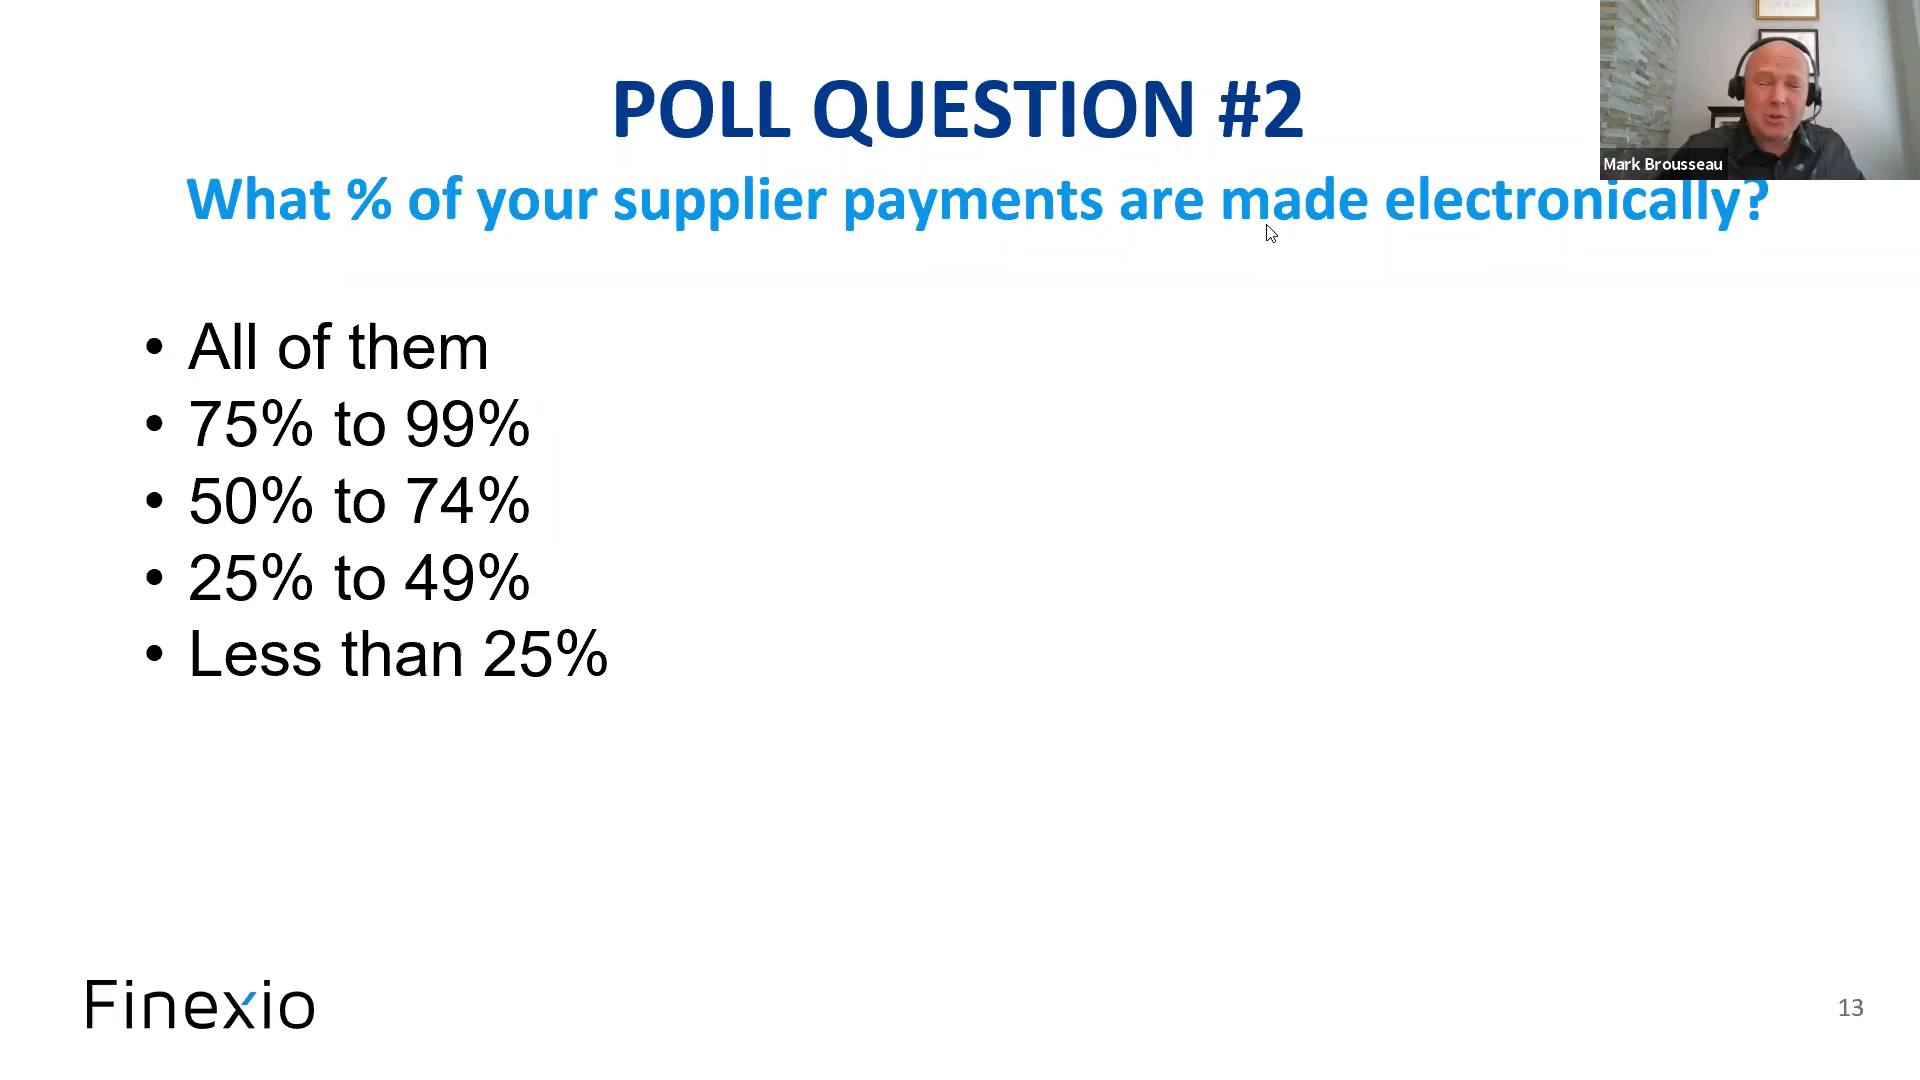 POLL QUESTION #2
Mark Brousseau
What % of your supplier payments are made electronically?
• All of them
• 75% to 99%
• 50% to 74%
• 25% to 49%
• Less than 25%
Finexio
13